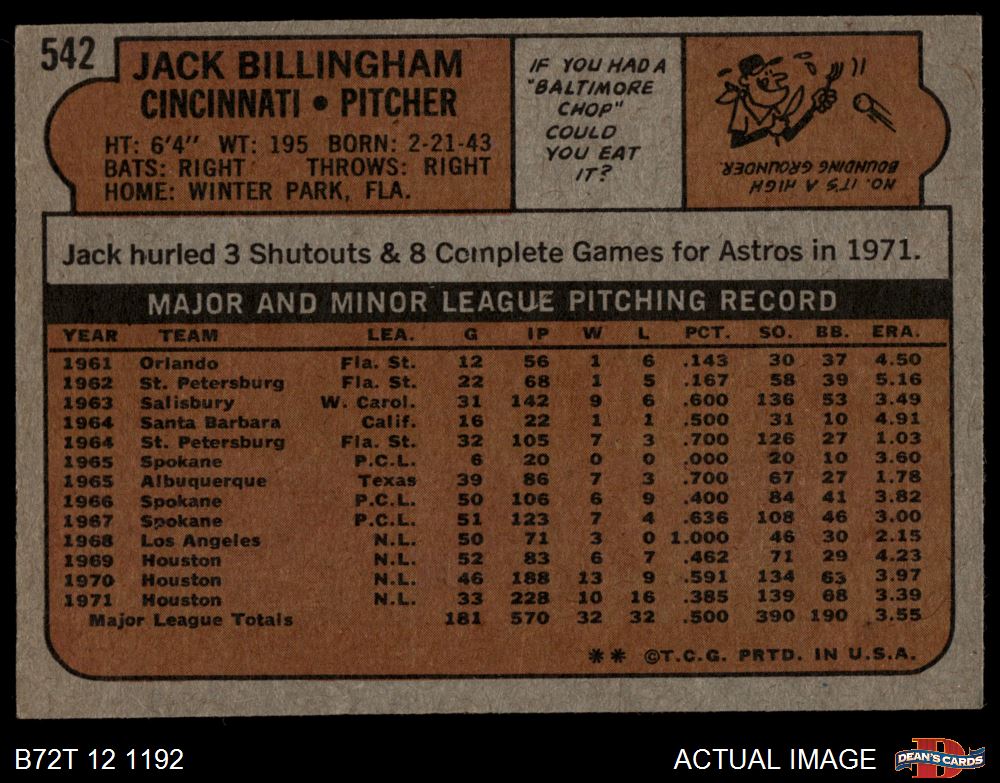 542
JACK BILLINGHAM
CINCINNATI • PITCHER
HT: 6'4" WT: 195 BORN: 2-21-43
BATS: RIGHT THROWS: RIGHT
HOME: WINTER PARK, FLA.
IF YOU HAD A
"BALTIMORE
CHOP"
COULD
YOU EAT
IT?
NO. IT'S A HIGH
BOUNDING GROUNDER.
Jack hurled 3 Shutouts & 8 Complete Games for Astros in 1971.
MAJOR AND MINOR LEAGUE PITCHING RECORD
YEAR TEAM LEA. G IP W L PCT. SO. BB. ERA.
1961 Orlando Fla. St. 12 56 1 6 .143 30 37 4.50
1962 St. Petersburg Fla. St. 22 68 1 5 .167 58 39 5.16
1963 Salisbury W. Carol. 31 142 9 6 .600 136 53 3.49
1964 Santa Barbara Calif. 16 22 1 1 .500 31 10 4.91
1964 St. Petersburg Fla. St. 32 105 7 3 .700 126 27 1.03
1965 Spokane P.C.L. 6 20 0 0 .000 20 10 3.60
1965 Albuquerque Texas 39 86 7 3 .700 67 27 1.78
1966 Spokane P.C.L. 50 106 6 9 .400 84 41 3.82
1967 Spokane P.C.L. 51 123 7 4 .636 108 46 3.00
1968 Los Angeles N.L. 50 71 3 0 1.000 46 30 2.15
1969 Houston N.L. 52 83 6 7 .462 71 29 4.23
1970 Houston N.L. 46 188 13 9 .591 134 63 3.97
1971 Houston N.L. 33 228 10 16 .385 139 68 3.39
Major League Totals 181 570 32 32 .500 390 190 3.55
** ©T.C.G. PRTD. IN U.S.A.
B72T 12 1192
ACTUAL IMAGE
D
DEAN'S CARDS